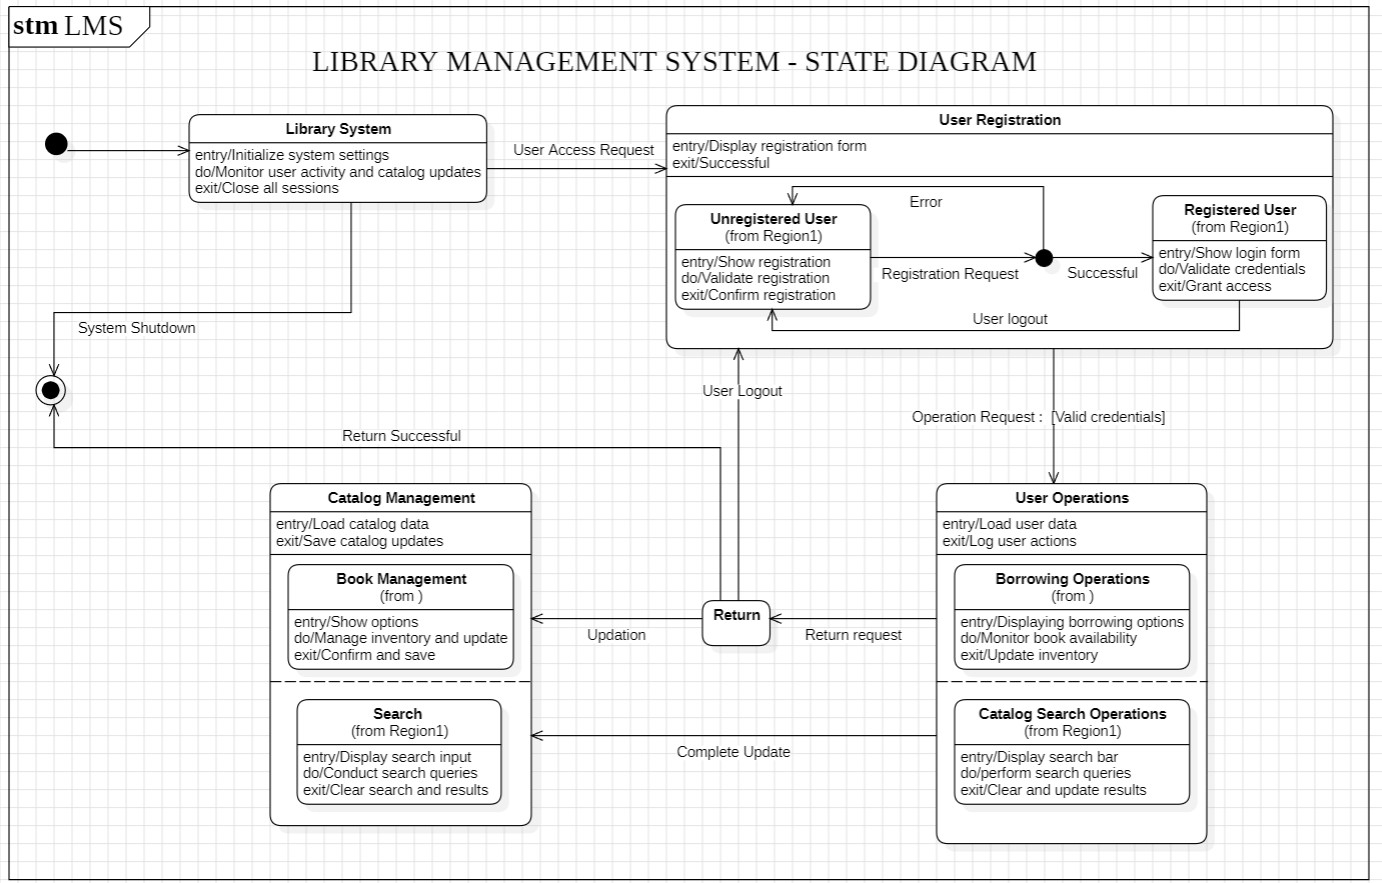 stm LMS
LIBRARY MANAGEMENT SYSTEM - STATE DIAGRAM
Library System
entry/Initialize system settings
do/Monitor user activity and catalog updates
exit/Close all sessions
User Access Request
User Registration
entry/Display registration form
exit/Successful
Unregistered User
(from Region1)
entry/Show registration
do/Validate registration
exit/Confirm registration
Error
Registration Request
Successful
Registered User
(from Region1)
entry/Show login form
do/Validate credentials
exit/Grant access
User logout
System Shutdown
User Logout
Operation Request : [Valid credentials]
Return Successful
Catalog Management
entry/Load catalog data
exit/Save catalog updates
Book Management
(from )
entry/Show options
do/Manage inventory and update
exit/Confirm and save
Search
(from Region1)
entry/Display search input
do/Conduct search queries
exit/Clear search and results
Updation
Return
Return request
Complete Update
User Operations
entry/Load user data
exit/Log user actions
Borrowing Operations
(from )
entry/Displaying borrowing options
do/Monitor book availability
exit/Update inventory
Catalog Search Operations
(from Region1)
entry/Display search bar
do/perform search queries
exit/Clear and update results